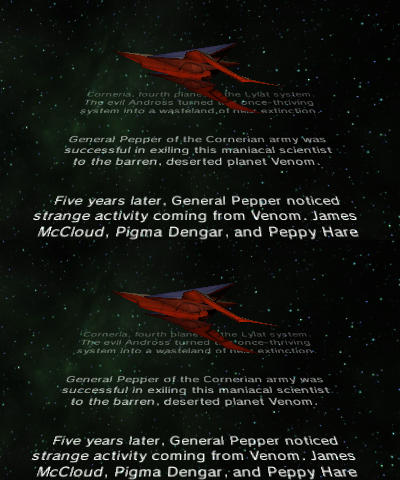 Corneria, fourth planet the Lylat system.
The evil Andross turned once-thriving
system into a wasteland of near extinction.
General Pepper of the Cornerian army was
successful in exiling this maniacal scientist
to the barren, deserted planet Venom.
Five years later, General Pepper noticed
strange activity coming from Venom. James
McCloud, Pigma Dengar, and Peppy Hare
Corneria, fourth planet the Lylat system.
The evil Andross turned once-thriving
system into a wasteland of near extinction.
General Pepper of the Cornerian army was
successful in exiling this maniacal scientist
to the barren, deserted planet Venom.
Five years later, General Pepper noticed
strange activity coming from Venom. James
McCloud, Pigma Dengar, and Peppy Hare